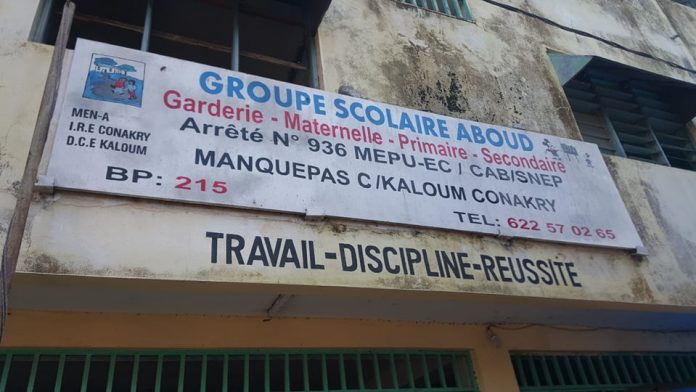 GROUPE SCOLAIRE ABOUD
Garderie - Maternelle - Primaire - Secondaire
MEN-A
I.R.E CONAKRY
D.C.E KALOUM
Arrêté N° 936 MEPU-EC / CAB/SNEP
MANQUEPAS C/KALOUM CONAKRY
BP: 215
TEL: 622 57 02 65
TRAVAIL-DISCIPLINE-REUSSITE